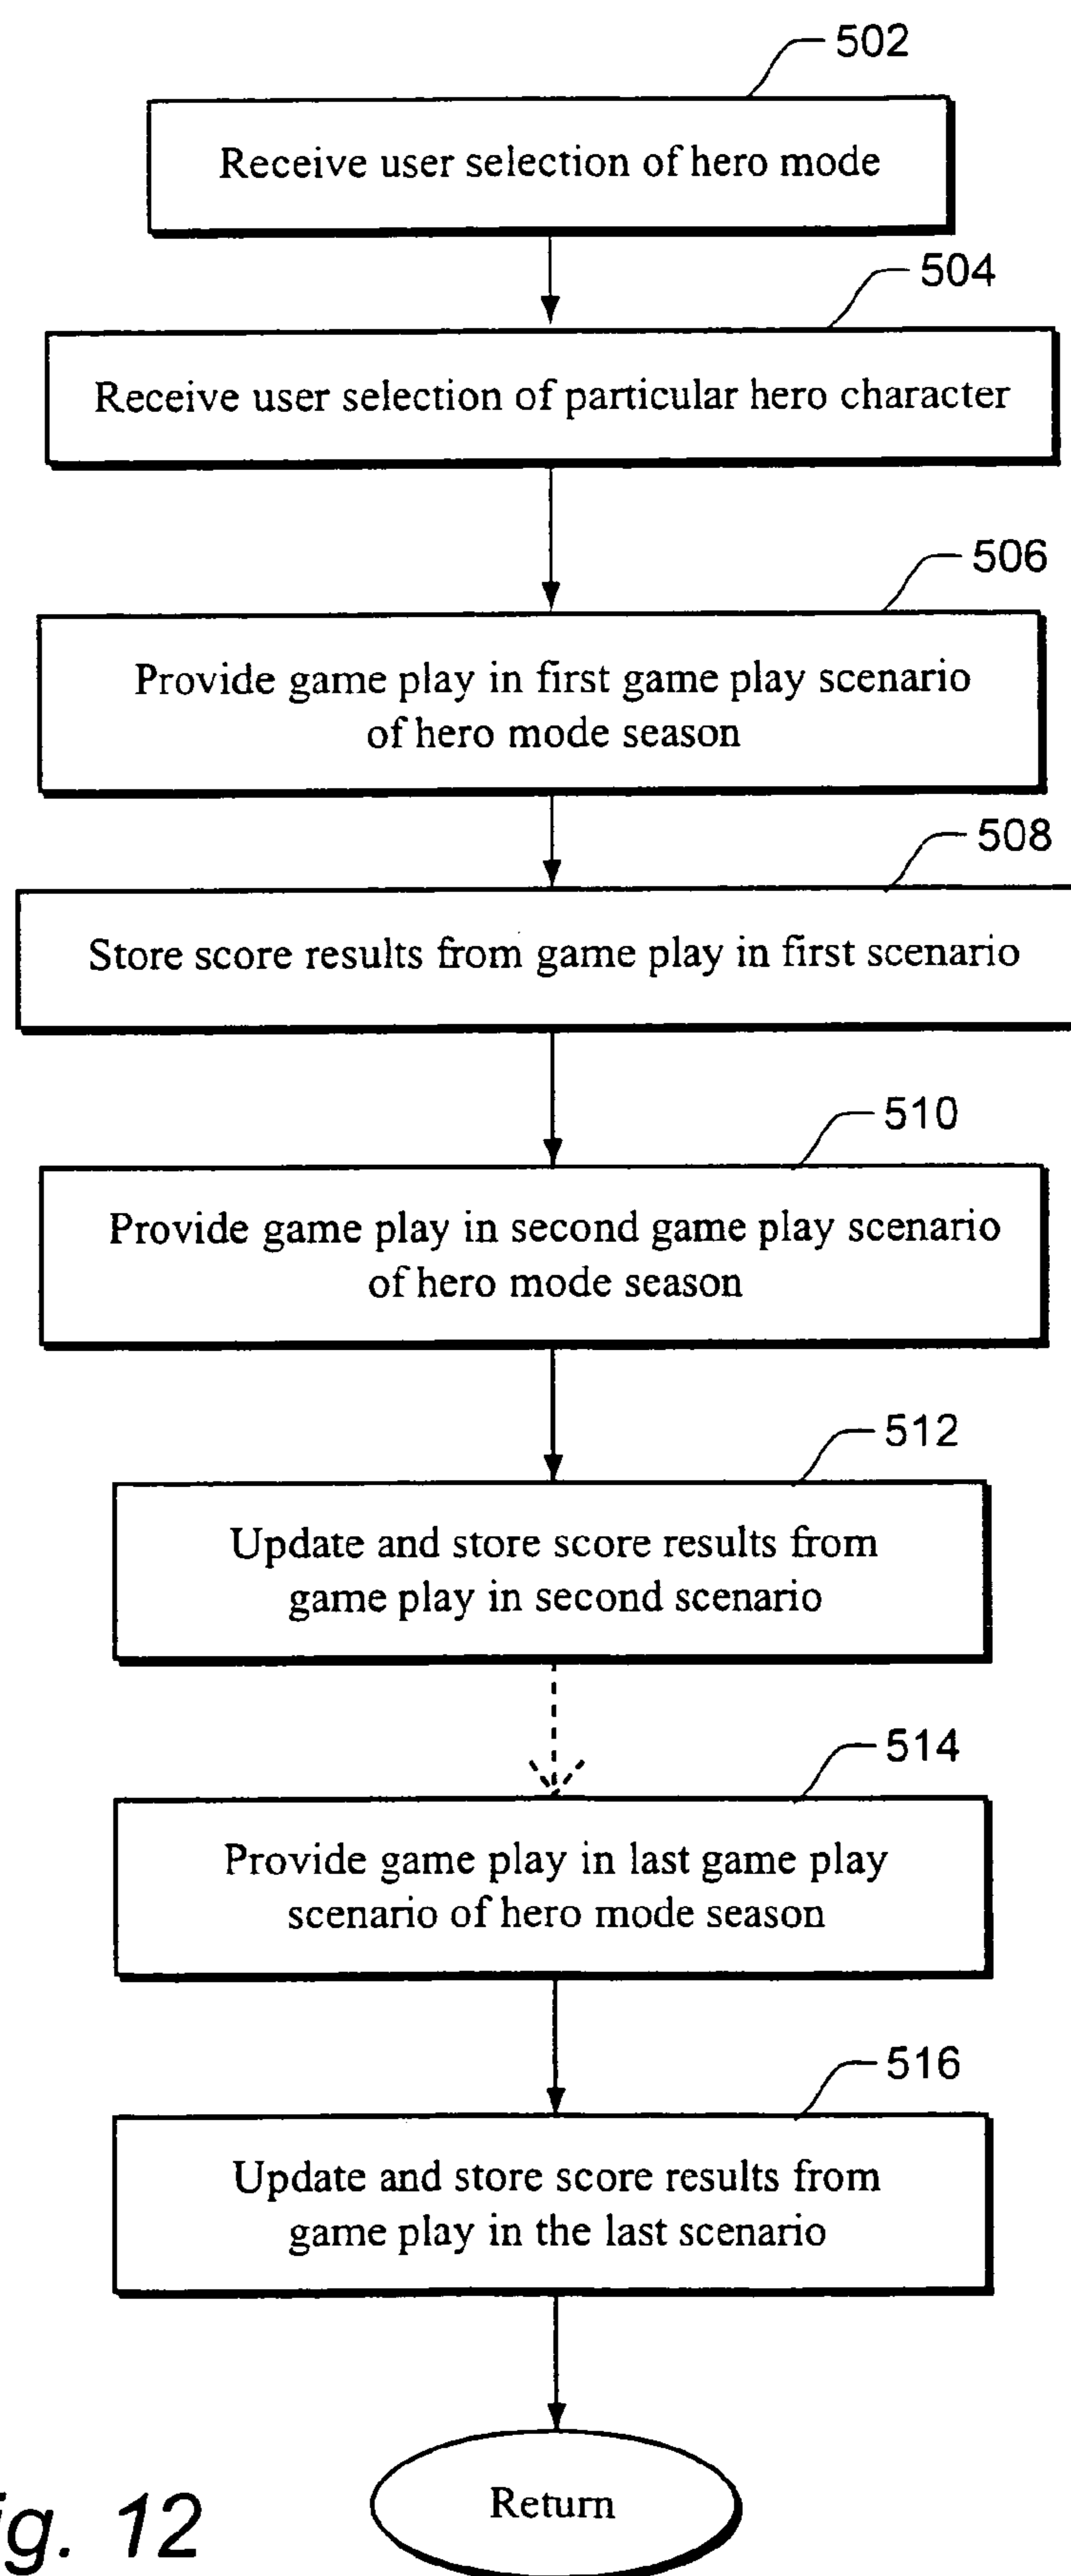 502
Receive user selection of hero mode
504
Receive user selection of particular hero character
506
Provide game play in first game play scenario
of hero mode season
508
Store score results from game play in first scenario
510
Provide game play in second game play scenario
of hero mode season
512
Update and store score results from
game play in second scenario
514
Provide game play in last game play
scenario of hero mode season
516
Update and store score results from
game play in the last scenario
Return
ig. 12